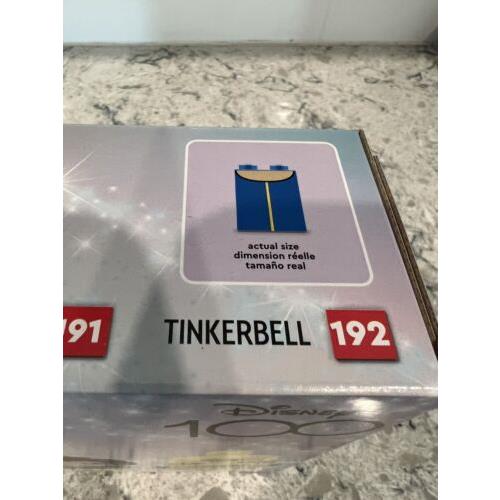 actual size
dimension réelle
tamaño real
191
TINKERBELL 192
Disney
100